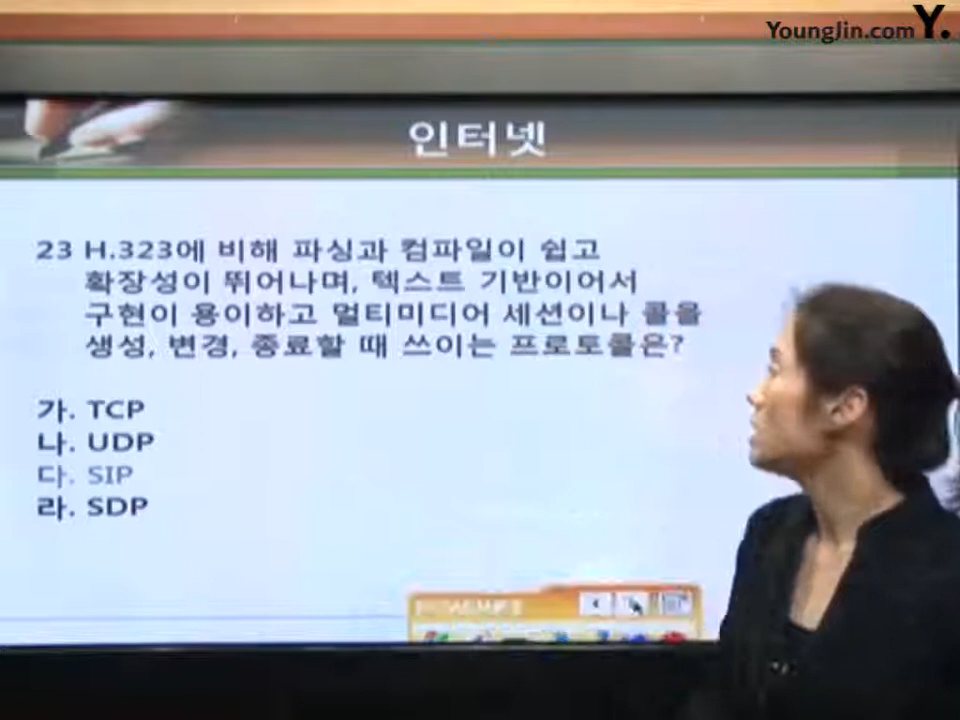 YoungJin.com Y.
인터넷
23 H.323에 비해 파싱과 컴파일이 쉽고
확장성이 뛰어나며, 텍스트 기반이어서
구현이 용이하고 멀티미디어 세션이나 콜을
생성, 변경, 종료할 때 쓰이는 프로토콜은?
가. TCP
나. UDP
다. SIP
라. SDP